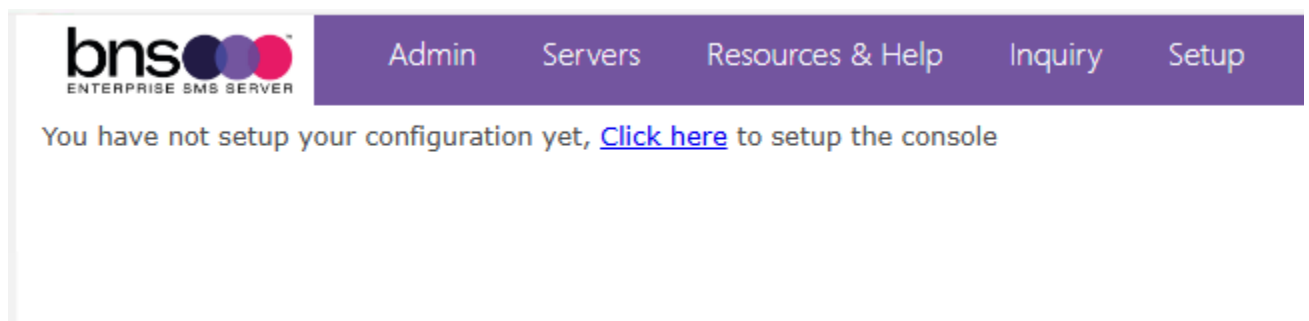 bns™
ENTERPRISE SMS SERVER
Admin Servers Resources & Help Inquiry Setup
You have not setup your configuration yet, Click here to setup the console